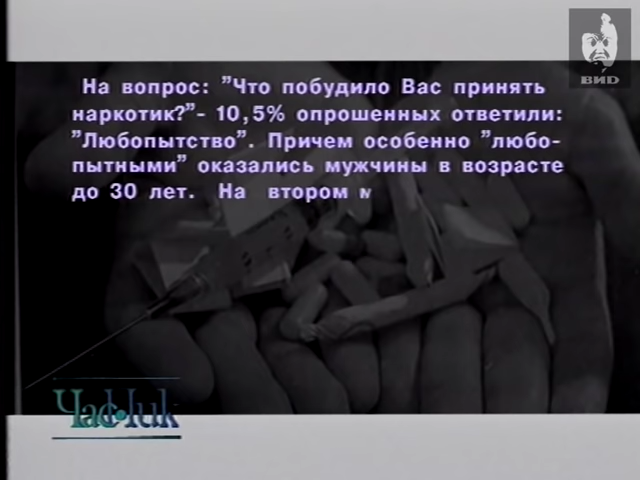 ВИD
На вопрос: "Что побудило Вас принять
наркотик?"- 10,5% опрошенных ответили:
"Любопытство". Причем особенно "любо-
пытными" оказались мужчины в возрасте
до 30 лет. На втором м
Час Пик